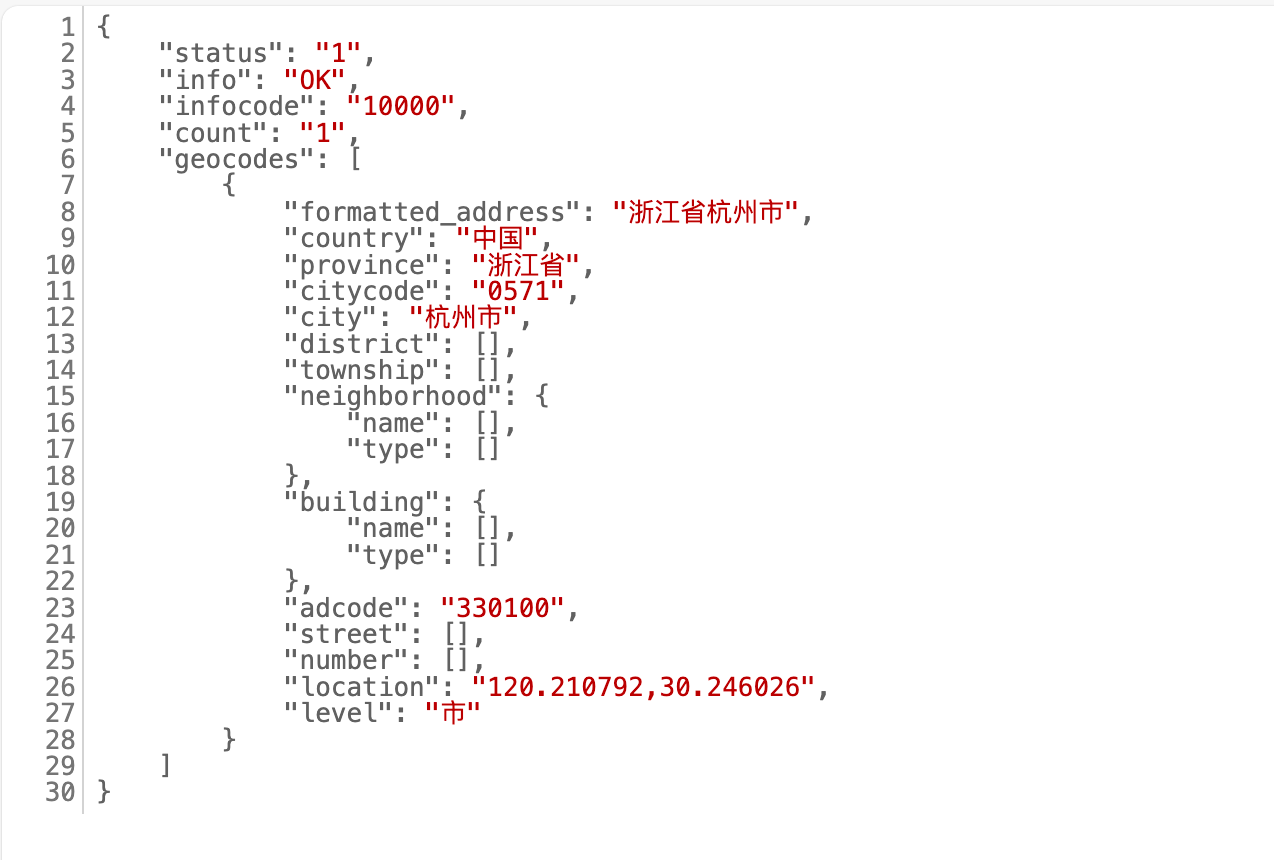 1 {
2     "status": "1",
3     "info": "OK",
4     "infocode": "10000",
5     "count": "1",
6     "geocodes": [
7         {
8             "formatted_address": "浙江省杭州市",
9             "country": "中国",
10             "province": "浙江省",
11             "citycode": "0571",
12             "city": "杭州市",
13             "district": [],
14             "township": [],
15             "neighborhood": {
16                 "name": [],
17                 "type": []
18             },
19             "building": {
20                 "name": [],
21                 "type": []
22             },
23             "adcode": "330100",
24             "street": [],
25             "number": [],
26             "location": "120.210792,30.246026",
27             "level": "市"
28         }
29     ]
30 }